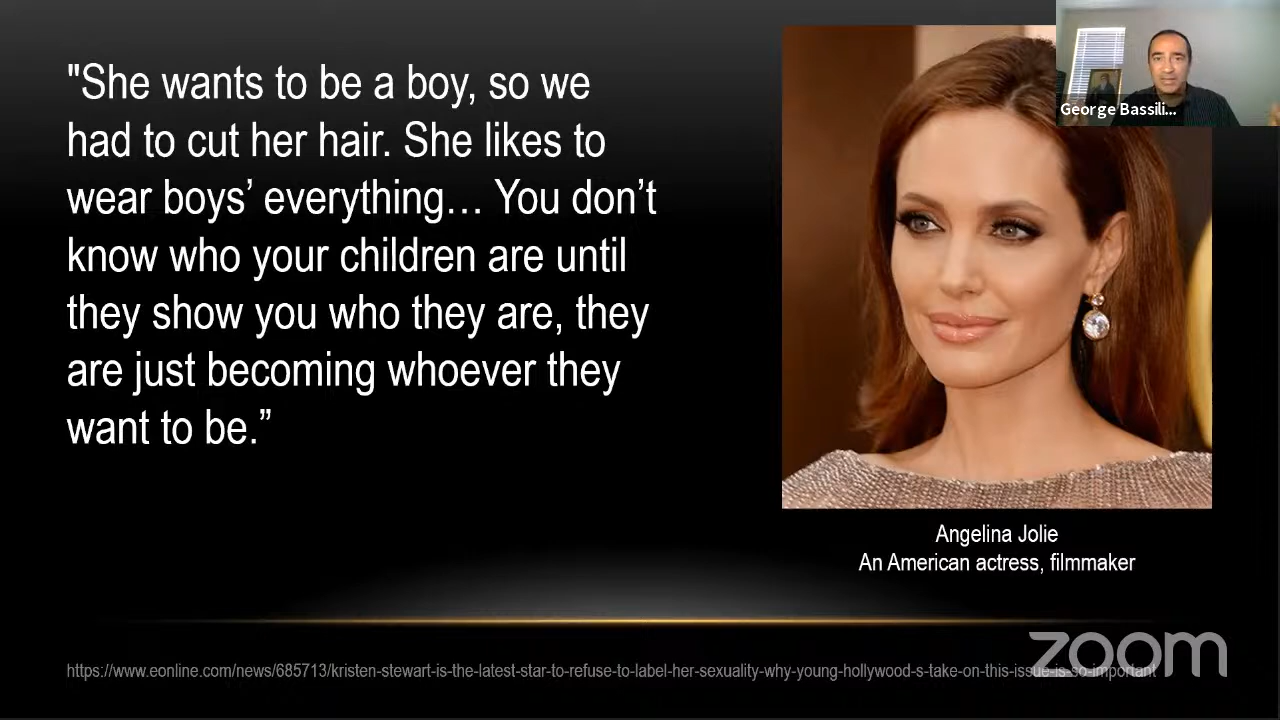 "She wants to be a boy, so we
had to cut her hair. She likes to
wear boys’ everything… You don’t
know who your children are until
they show you who they are, they
are just becoming whoever they
want to be.”
George Bassili...
Angelina Jolie
An American actress, filmmaker
zoom
https://www.eonline.com/news/685713/kristen-stewart-is-the-latest-star-to-refuse-to-label-her-sexuality-why-young-hollywood-s-take-on-this-issue-is-so-important